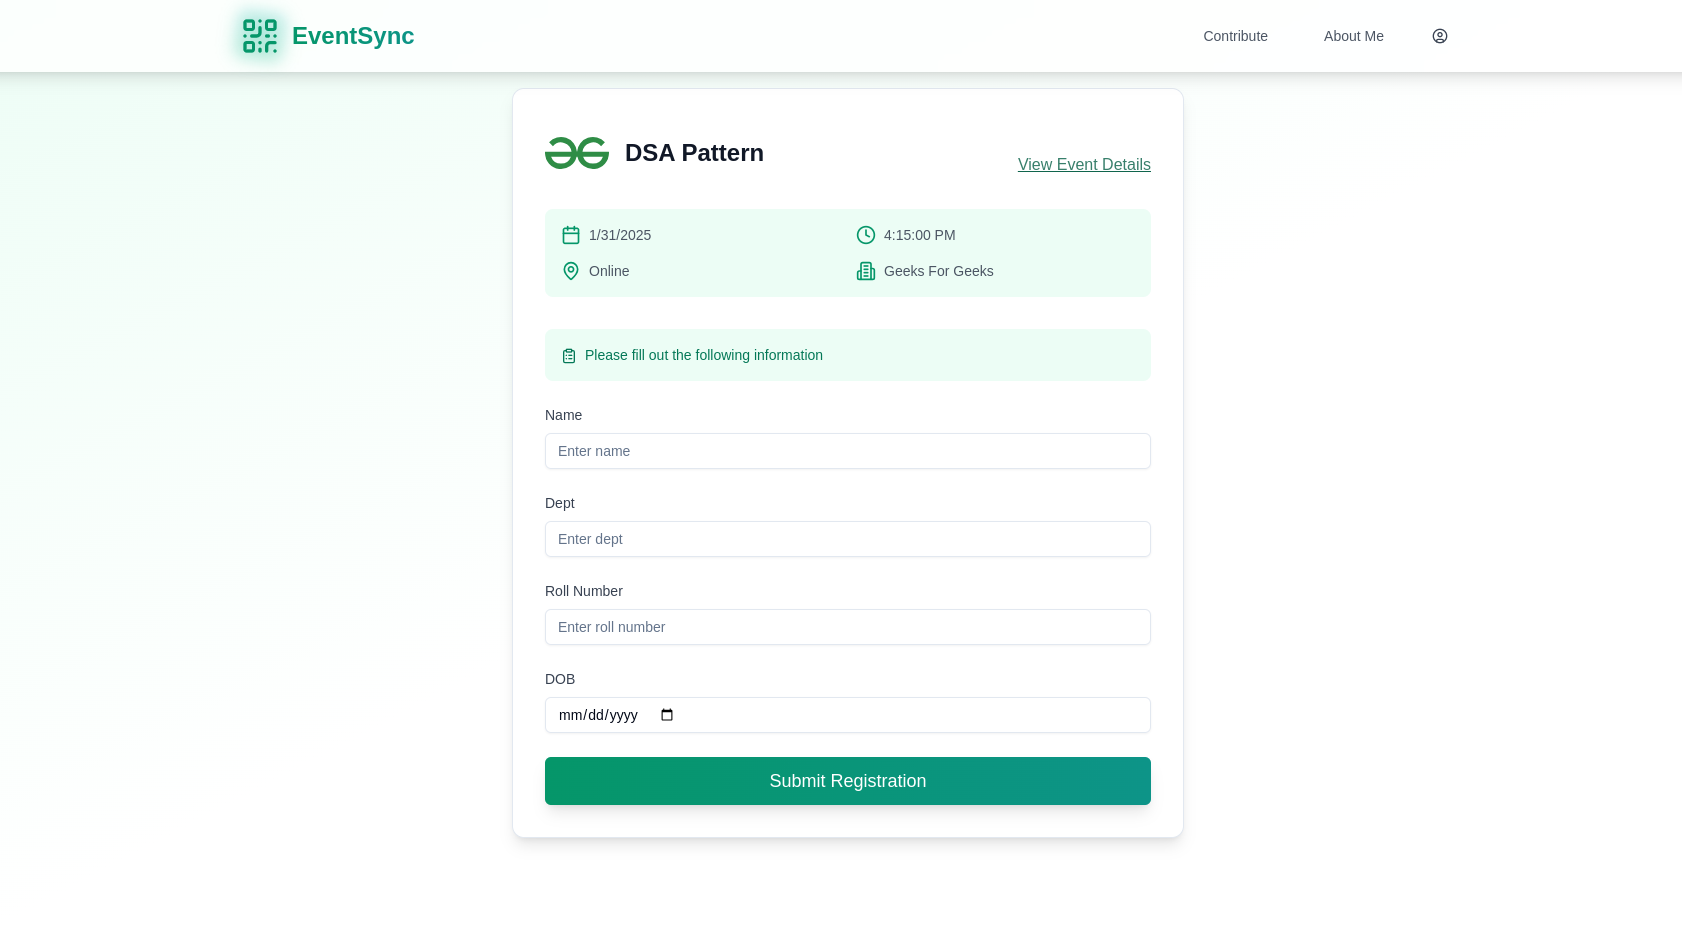 EventSync
Contribute
About Me
DSA Pattern
View Event Details
1/31/2025
4:15:00 PM
Online
Geeks For Geeks
Please fill out the following information
Name
Enter name
Dept
Enter dept
Roll Number
Enter roll number
DOB
mm/dd/yyyy
Submit Registration